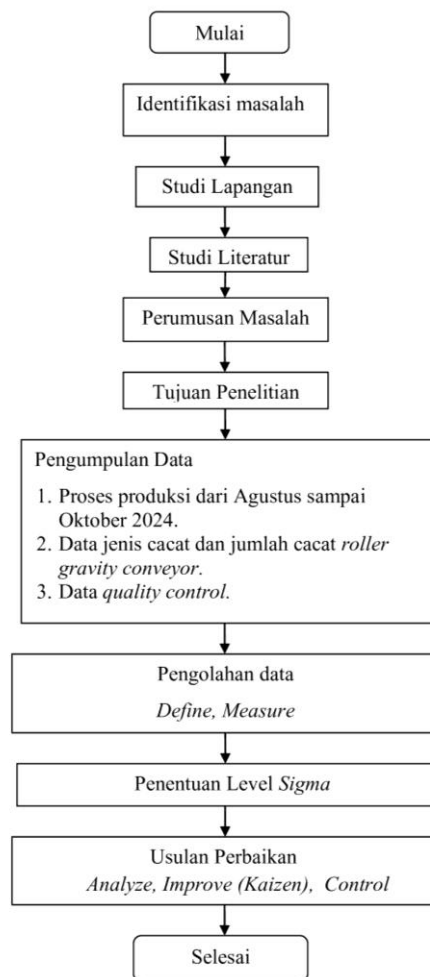 Mulai
Identifikasi masalah
Studi Lapangan
Studi Literatur
Perumusan Masalah
Tujuan Penelitian
Pengumpulan Data
1. Proses produksi dari Agustus sampai
Oktober 2024.
2. Data jenis cacat dan jumlah cacat roller
gravity conveyor.
3. Data quality control.
Pengolahan data
Define, Measure
Penentuan Level Sigma
Usulan Perbaikan
Analyze, Improve (Kaizen), Control
Selesai